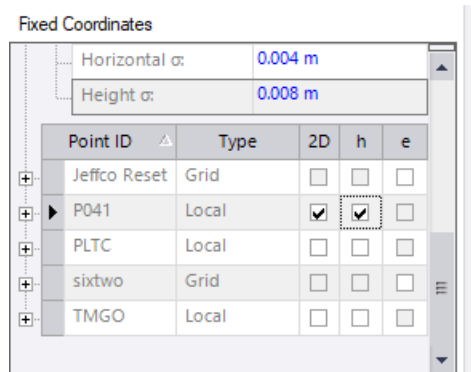 Fixed Coordinates
Horizontal σ: 0.004 m
Height σ: 0.008 m
Point ID Type 2D h e
Jeffco Reset Grid
P041 Local
PLTC Local
sixtwo Grid
TMGO Local